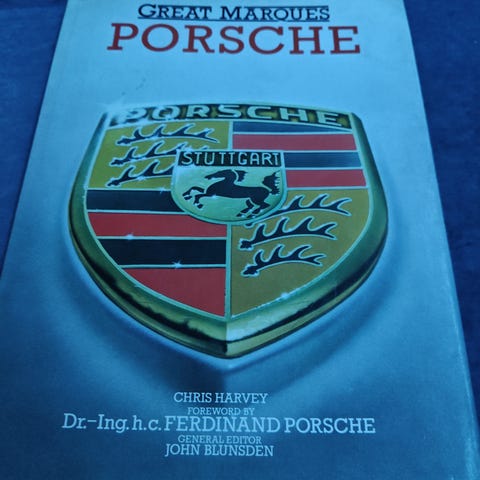 GREAT MARQUES
PORSCHE
PORSCHE
STUTTGART
CHRIS HARVEY
FOREWORD BY
Dr.-Ing. h.c. FERDINAND PORSCHE
GENERAL EDITOR
JOHN BLUNSDEN